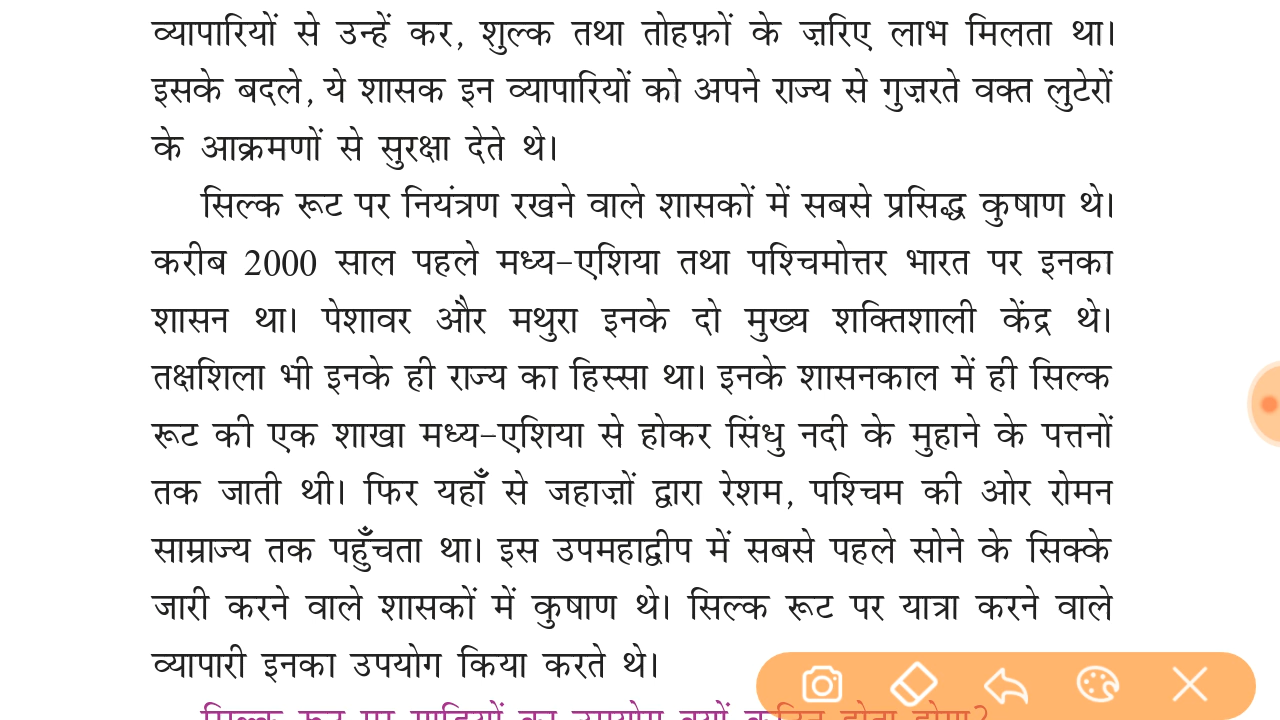 व्यापारियों से उन्हें कर, शुल्क तथा तोहफ़ों के ज़रिए लाभ मिलता था।
इसके बदले, ये शासक इन व्यापारियों को अपने राज्य से गुज़रते वक्त लुटेरों
के आक्रमणों से सुरक्षा देते थे।
सिल्क रूट पर नियंत्रण रखने वाले शासकों में सबसे प्रसिद्ध कुषाण थे।
करीब 2000 साल पहले मध्य-एशिया तथा पश्चिमोत्तर भारत पर इनका
शासन था। पेशावर और मथुरा इनके दो मुख्य शक्तिशाली केंद्र थे।
तक्षशिला भी इनके ही राज्य का हिस्सा था। इनके शासनकाल में ही सिल्क
रूट की एक शाखा मध्य-एशिया से होकर सिंधु नदी के मुहाने के पत्तनों
तक जाती थी। फिर यहाँ से जहाज़ों द्वारा रेशम, पश्चिम की ओर रोमन
साम्राज्य तक पहुँचता था। इस उपमहाद्वीप में सबसे पहले सोने के सिक्के
जारी करने वाले शासकों में कुषाण थे। सिल्क रूट पर यात्रा करने वाले
व्यापारी इनका उपयोग किया करते थे।
सिल्क रूट पर गाड़ियों का उपयोग क्यों कठिन होता होगा?